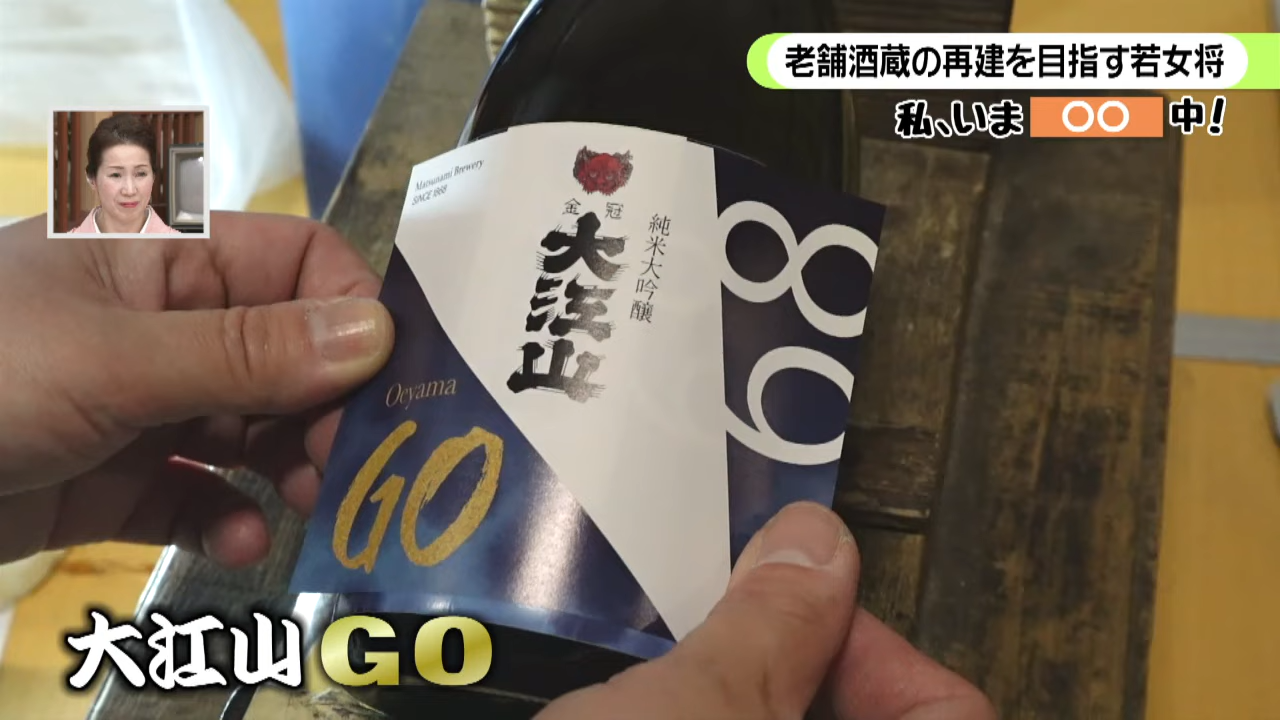 老舗酒蔵の再建を目指す若女将
私、いま 〇〇 中!
Matsunami Brewery
SINCE 1868
金冠
大江山
純米大吟醸
Oeyama
GO
89
大江山GO